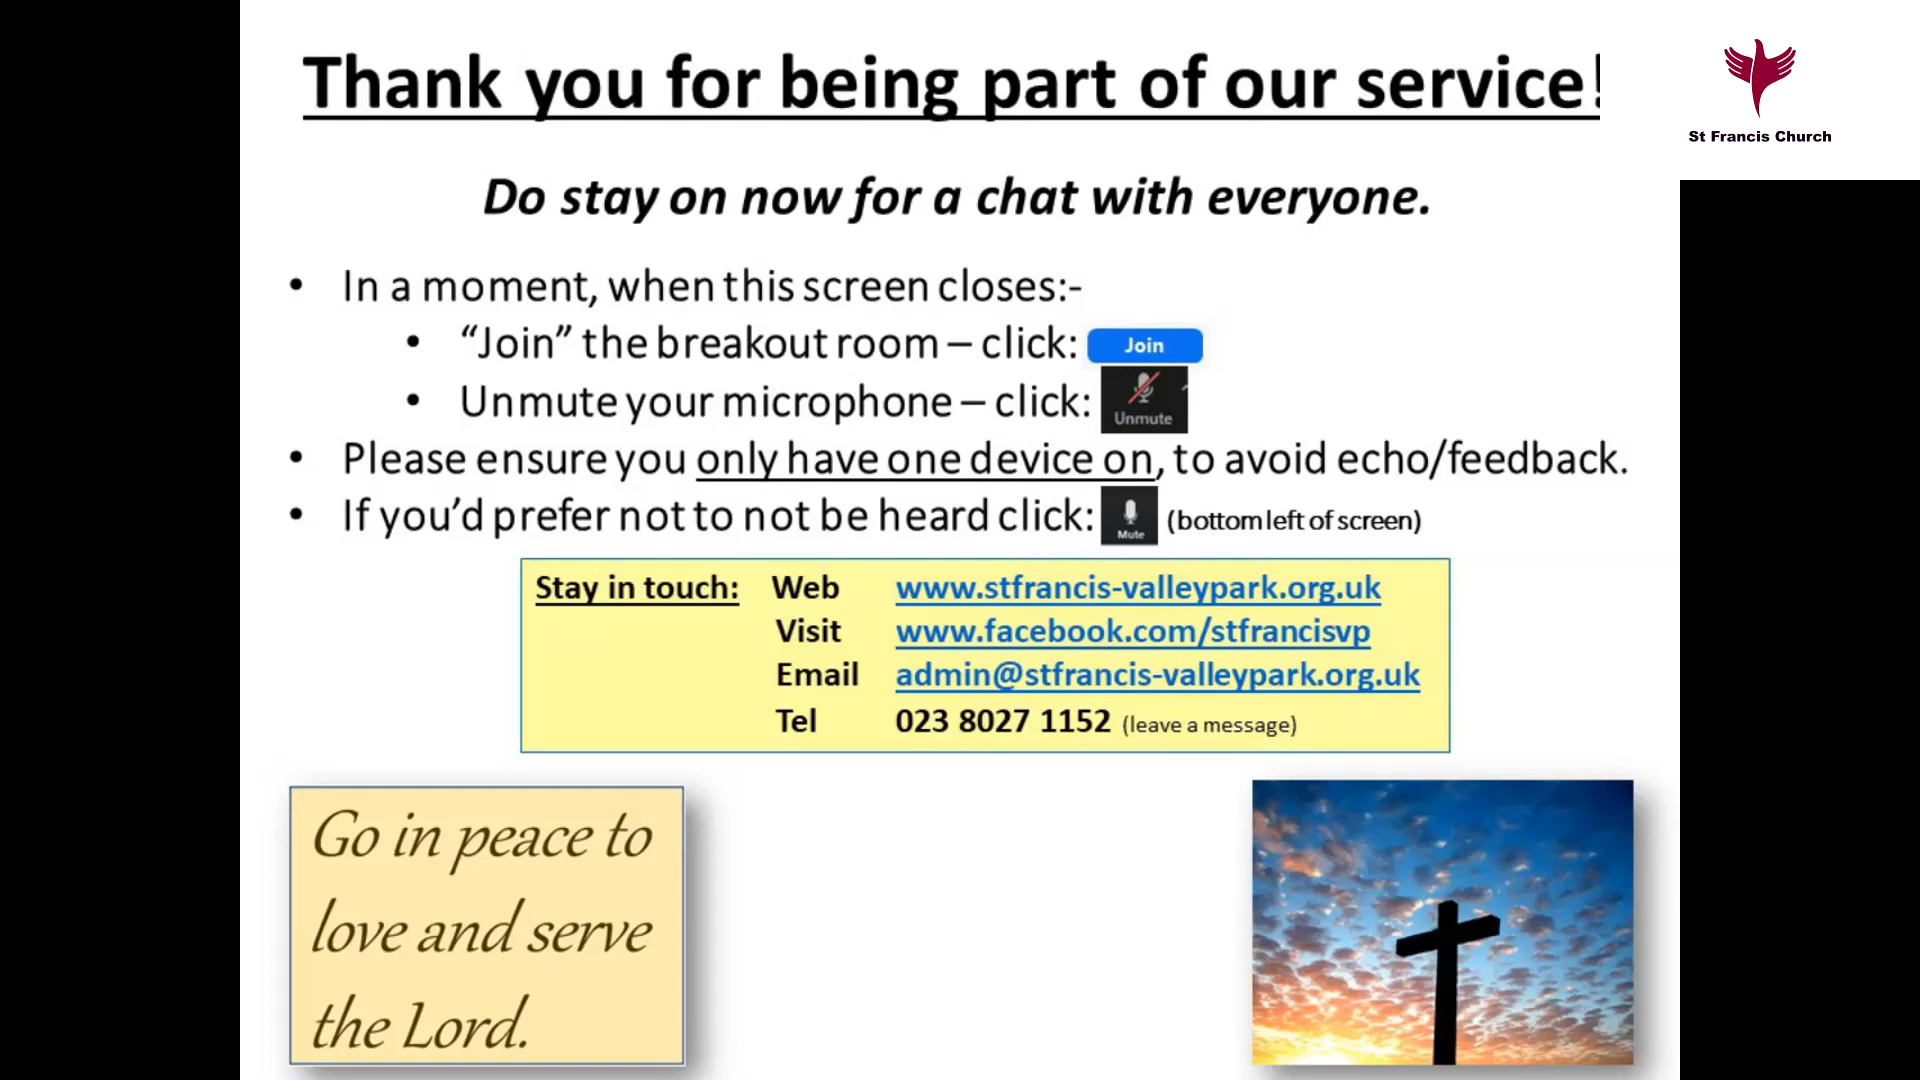 Thank you for being part of our service!
St Francis Church
Do stay on now for a chat with everyone.
• In a moment, when this screen closes:-
• “Join” the breakout room – click: Join
• Unmute your microphone – click: Unmute
• Please ensure you only have one device on, to avoid echo/feedback.
• If you’d prefer not to not be heard click: Mute (bottom left of screen)
Stay in touch: Web www.stfrancis-valleypark.org.uk
Visit www.facebook.com/stfrancisvp
Email admin@stfrancis-valleypark.org.uk
Tel 023 8027 1152 (leave a message)
Go in peace to
love and serve
the Lord.